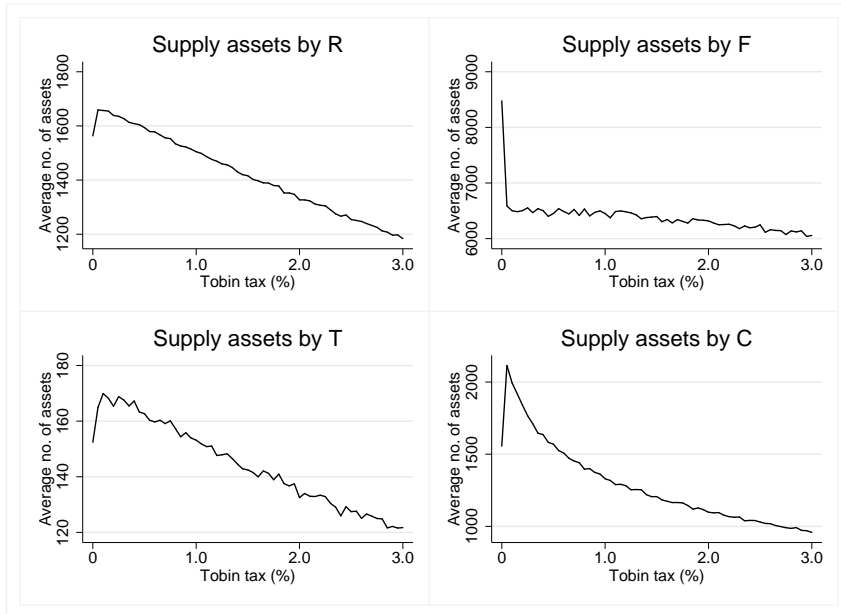 Supply assets by R
Average no. of assets
1800
1600
1400
1200
0 1.0 2.0 3.0
Tobin tax (%)
Supply assets by F
Average no. of assets
9000
8000
7000
6000
0 1.0 2.0 3.0
Tobin tax (%)
Supply assets by T
Average no. of assets
180
160
140
120
0 1.0 2.0 3.0
Tobin tax (%)
Supply assets by C
Average no. of assets
2000
1500
1000
0 1.0 2.0 3.0
Tobin tax (%)